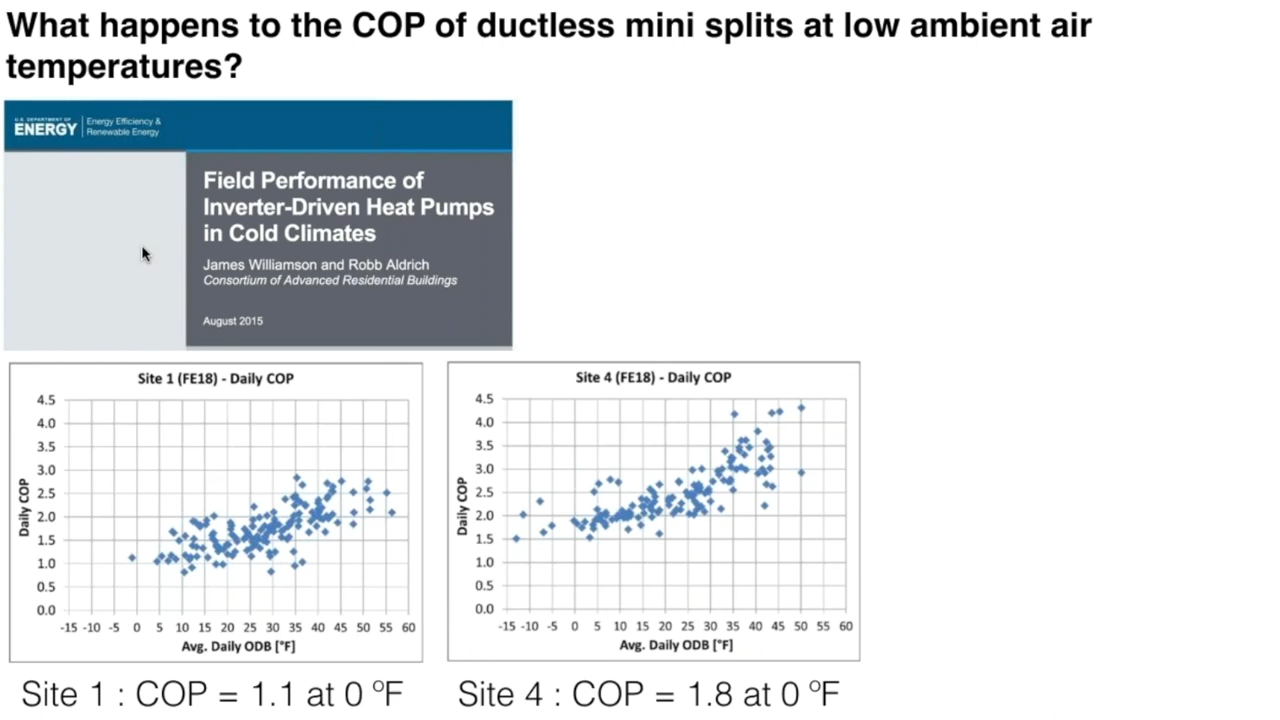 What happens to the COP of ductless mini splits at low ambient air
temperatures?
U.S. DEPARTMENT OF
ENERGY
Energy Efficiency &
Renewable Energy
Field Performance of
Inverter-Driven Heat Pumps
in Cold Climates
James Williamson and Robb Aldrich
Consortium of Advanced Residential Buildings
August 2015
Site 1 (FE18) - Daily COP
4.5
4.0
3.5
3.0
2.5
2.0
1.5
1.0
0.5
0.0
Daily COP
-15 -10 -5 0 5 10 15 20 25 30 35 40 45 50 55 60
Avg. Daily ODB [°F]
Site 4 (FE18) - Daily COP
4.5
4.0
3.5
3.0
2.5
2.0
1.5
1.0
0.5
0.0
Daily COP
-15 -10 -5 0 5 10 15 20 25 30 35 40 45 50 55 60
Avg. Daily ODB [°F]
Site 1 : COP = 1.1 at 0 ºF
Site 4 : COP = 1.8 at 0 ºF